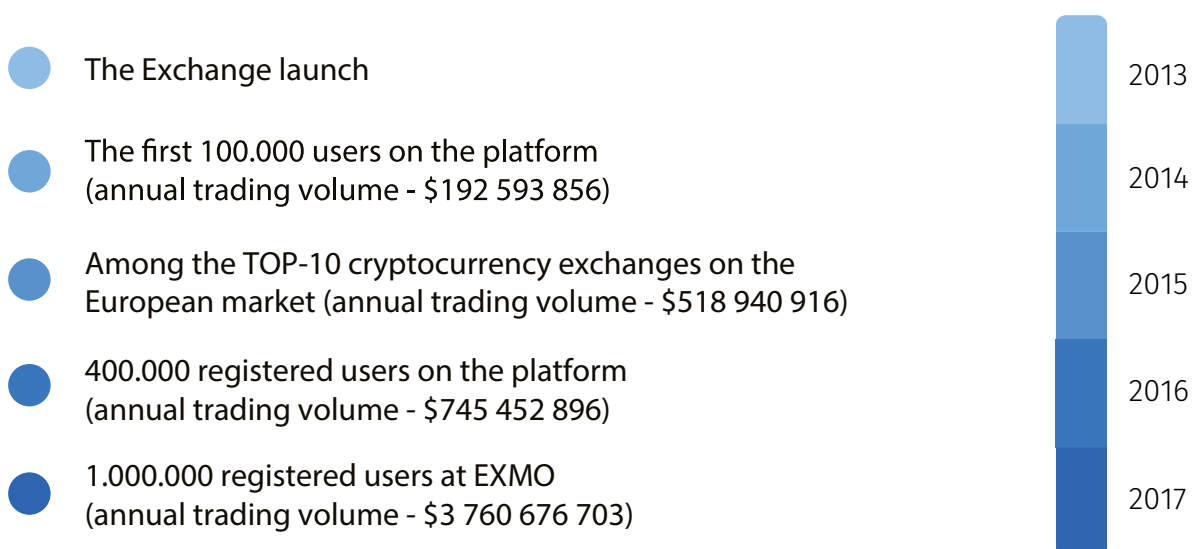 The Exchange launch
2013
The first 100.000 users on the platform
(annual trading volume - $192 593 856)
2014
Among the TOP-10 cryptocurrency exchanges on the
European market (annual trading volume - $518 940 916)
2015
400.000 registered users on the platform
(annual trading volume - $745 452 896)
2016
1.000.000 registered users at EXMO
(annual trading volume - $3 760 676 703)
2017